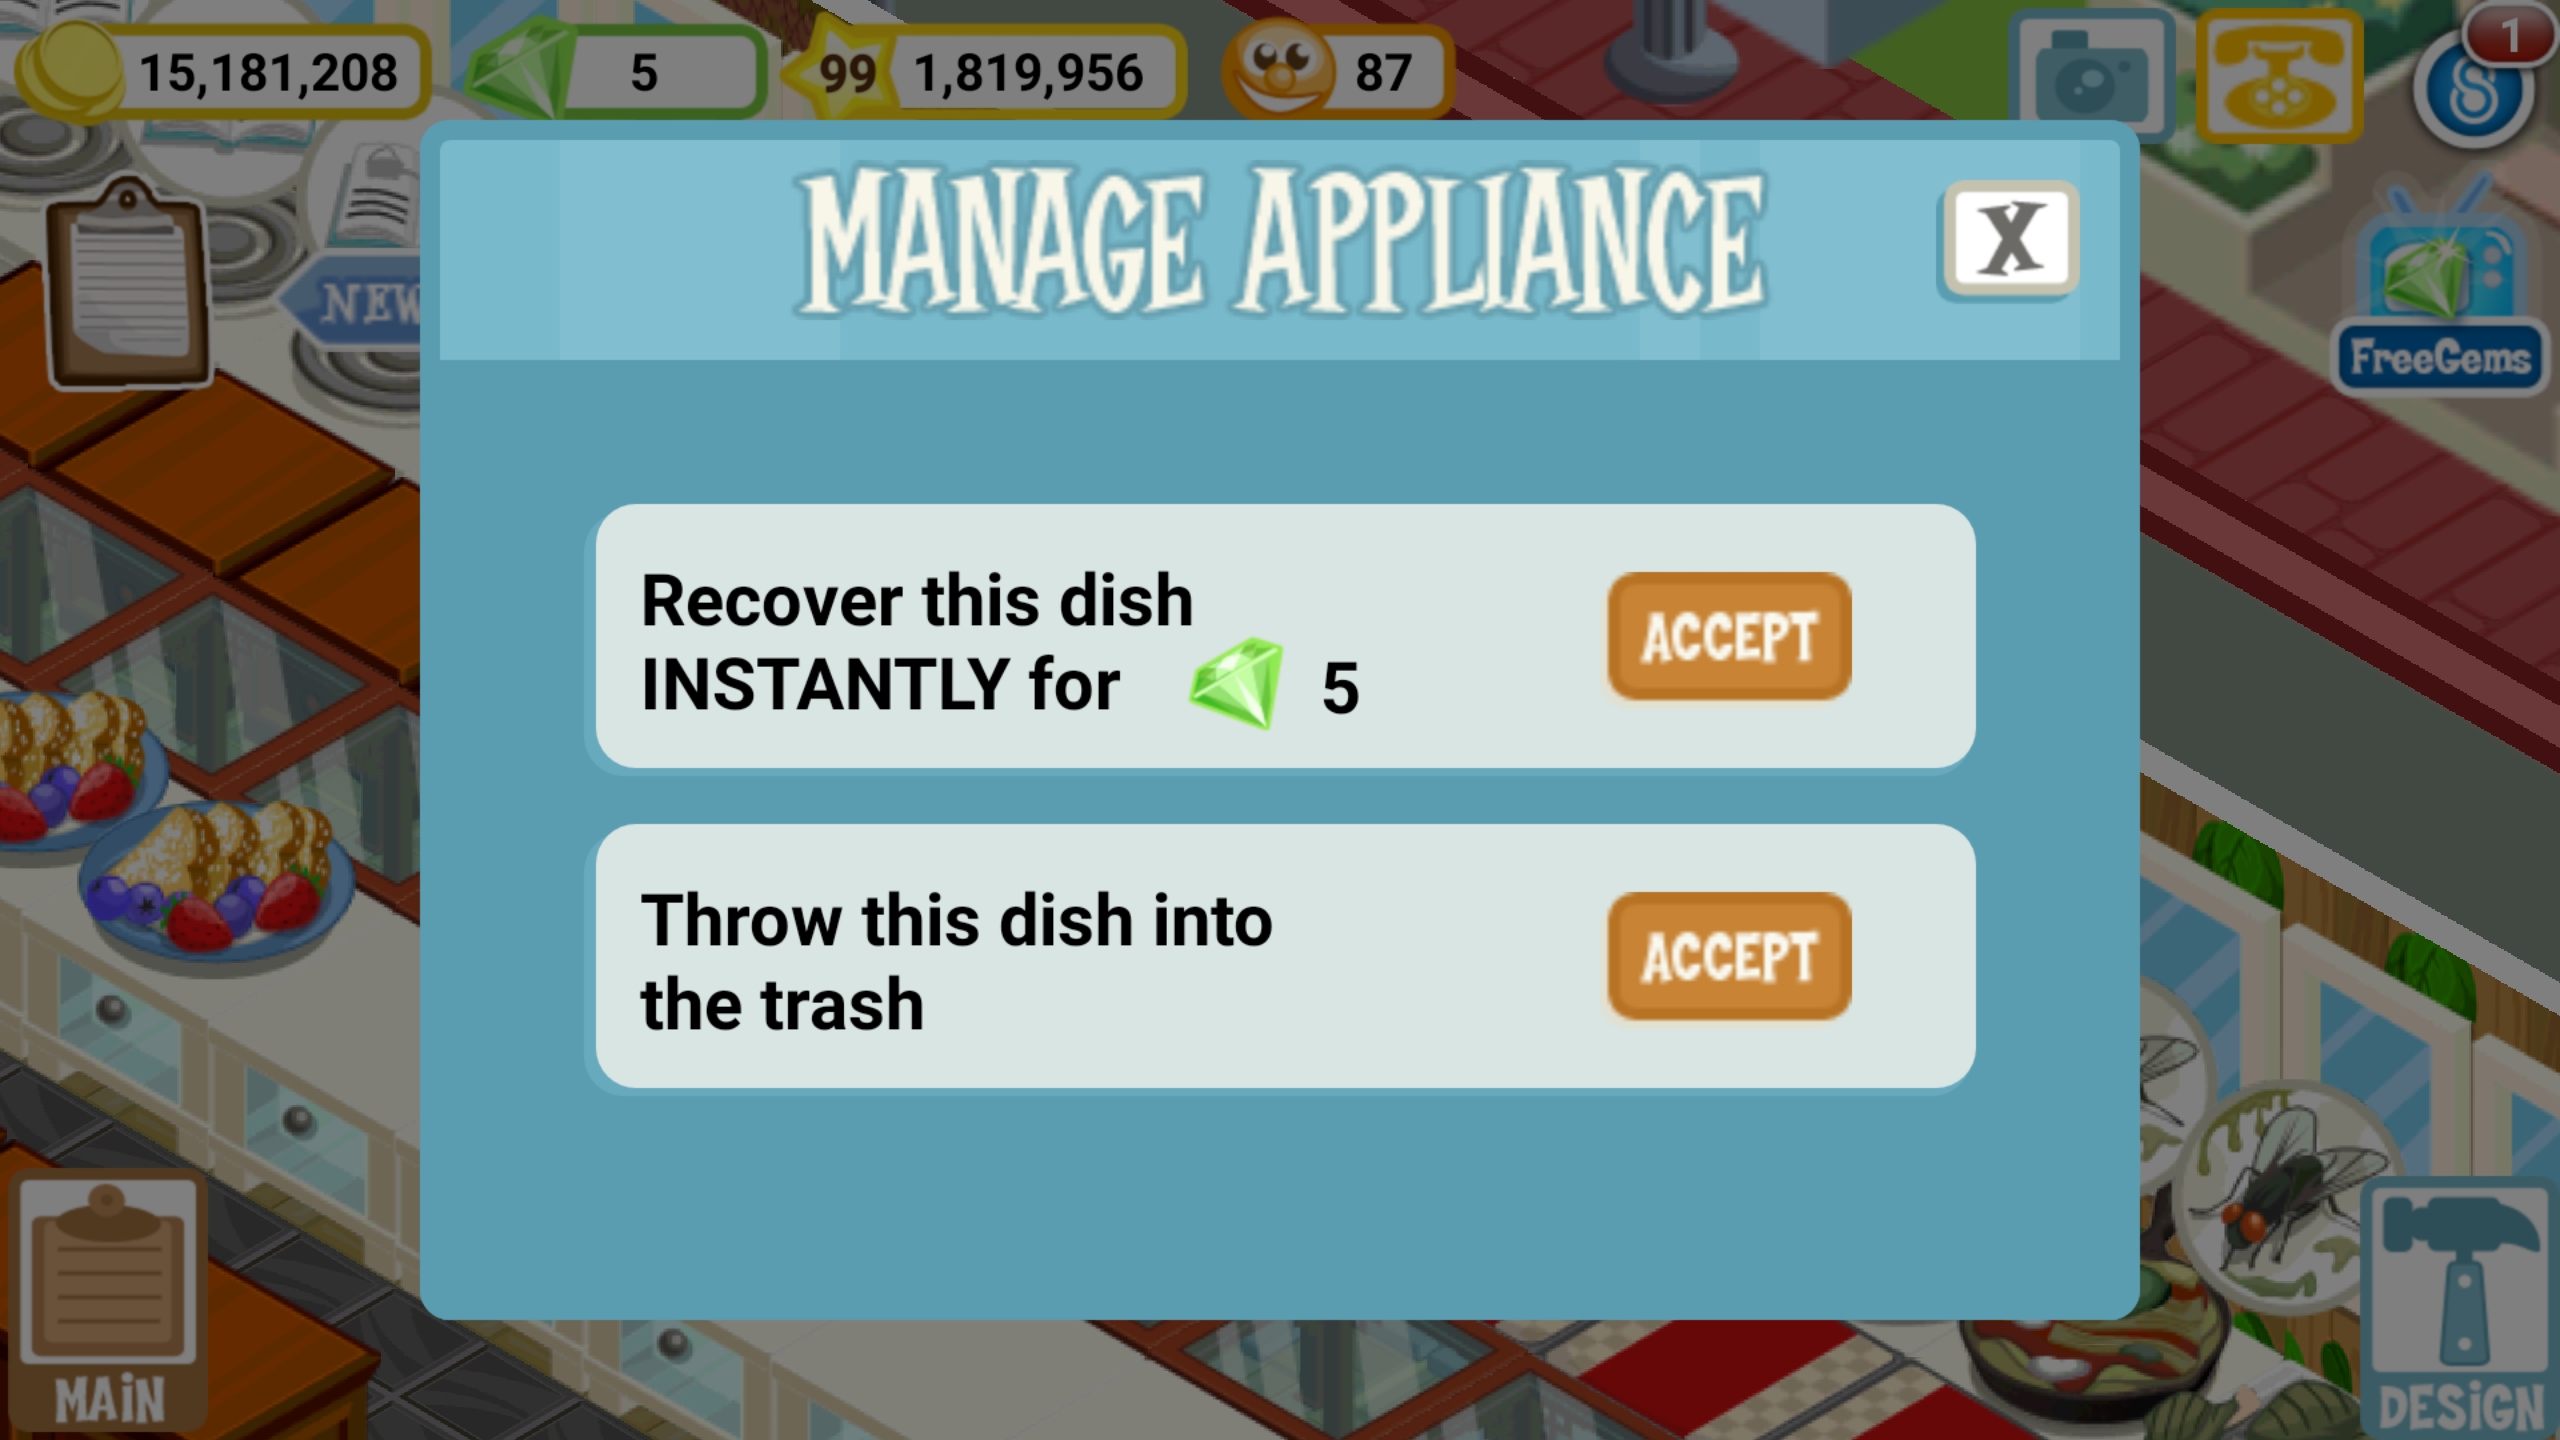 15,181,208
5
99
1,819,956
87
1
MANAGE APPLIANCE
X
NEW
FreeGems
Recover this dish
INSTANTLY for 5
ACCEPT
Throw this dish into
the trash
ACCEPT
MAiN
DESiGN